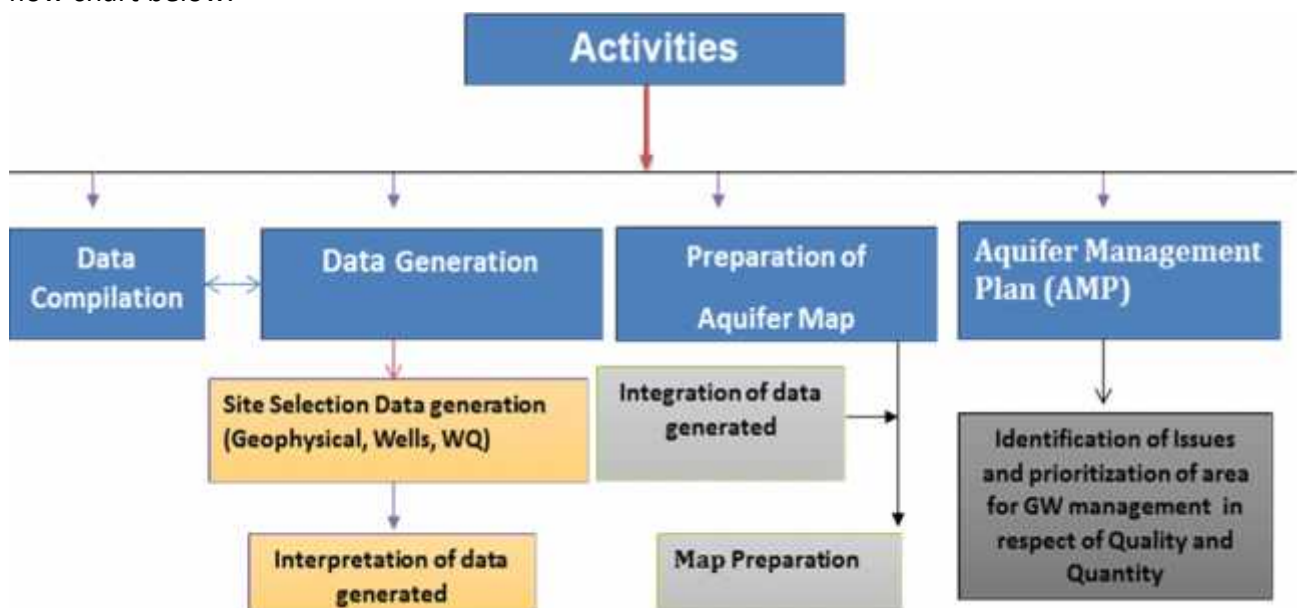 Activities
Data
Compilation
Data Generation
Preparation of
Aquifer Map
Aquifer Management
Plan (AMP)
Site Selection Data generation
(Geophysical, Wells, WQ)
Interpretation of data
generated
Integration of data
generated
Map Preparation
Identification of Issues
and prioritization of area
for GW management in
respect of Quality and
Quantity